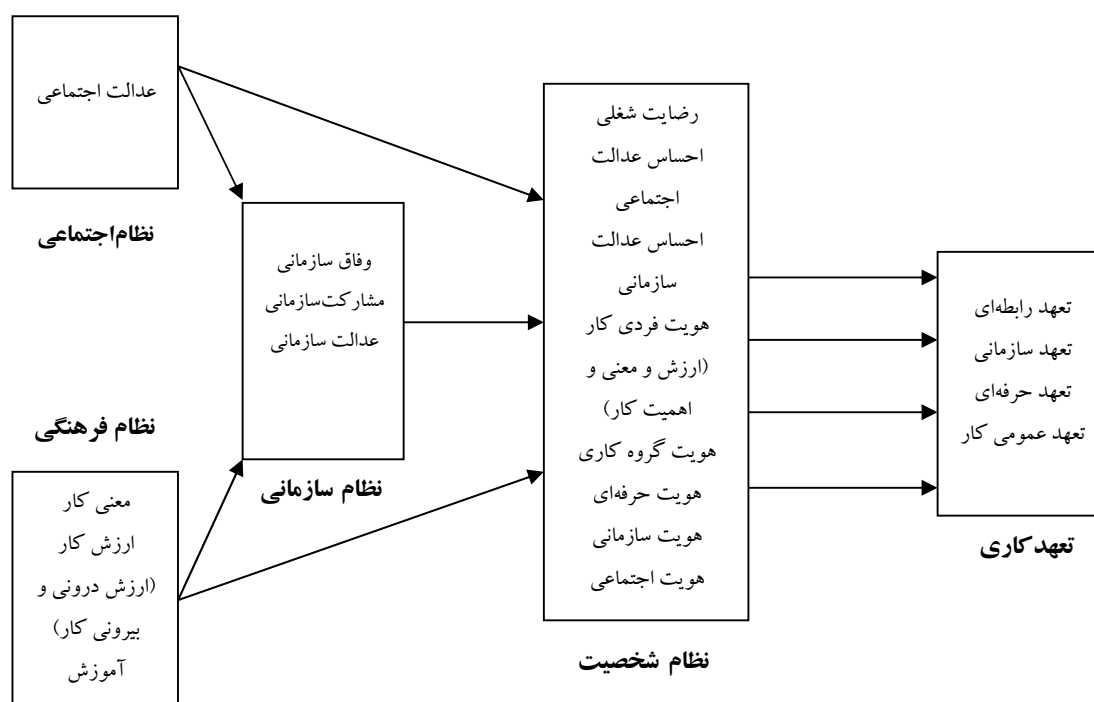 عدالت اجتماعی
نظام‌اجتماعی
نظام فرهنگی
معنی کار
ارزش کار
(ارزش درونی و
بیرونی کار)
آموزش
وفاق سازمانی
مشارکت‌سازمانی
عدالت سازمانی
نظام سازمانی
رضایت شغلی
احساس عدالت
اجتماعی
احساس عدالت
سازمانی
هویت فردی کار
(ارزش و معنی و
اهمیت کار)
هویت گروه کاری
هویت حرفه‌ای
هویت سازمانی
هویت اجتماعی
نظام شخصیت
تعهد رابطه‌ای
تعهد سازمانی
تعهد حرفه‌ای
تعهد عمومی کار
تعهدکاری